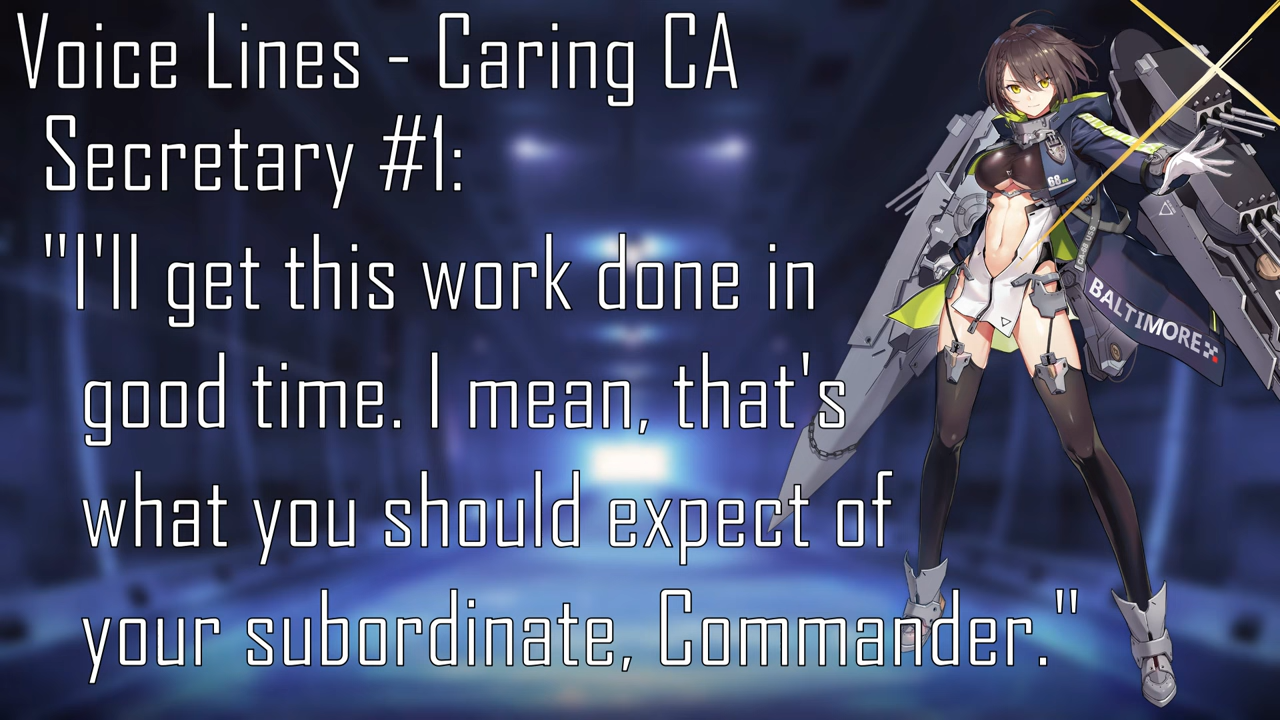 Voice Lines - Caring CA
Secretary #1:
"I'll get this work done in
good time. I mean, that's
what you should expect of
your subordinate, Commander."
68
BALTIMORE